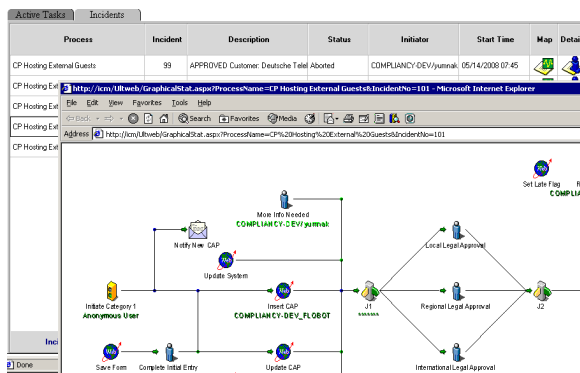 Active Tasks Incidents
Process Incident Description Status Initiator Start Time Map Detai
CP Hosting External Guests 99 APPROVED Customer: Deutsche Telel Aborted COMPLIANCY-DEV/yumnak 05/14/2008 07:45
CP Hosting Ext
http://icm/Ultweb/GraphicalStat.aspx?ProcessName=CP Hosting External Guests&IncidentNo=101 - Microsoft Internet Explorer
CP Hosting Ext
File Edit View Favorites Tools Help
CP Hosting Ext
Back Search Favorites Media
CP Hosting Ext
Address http://icm/Ultweb/GraphicalStat.aspx?ProcessName=CP%20Hosting%20External%20Guests&IncidentNo=101
Set Late Flag R
COMPLIA
More Info Needed
COMPLIANCY-DEV/yumnak
Notify New CAP
Local Legal Approval
Update System
Initiate Category 1
Anonymous User
Insert CAP
COMPLIANCY-DEV_FLOBOT
J1
*******
Regional Legal Approval
J2
Inci
Save Form
Complete Initial Entry
Update CAP
International Legal Approval
Done